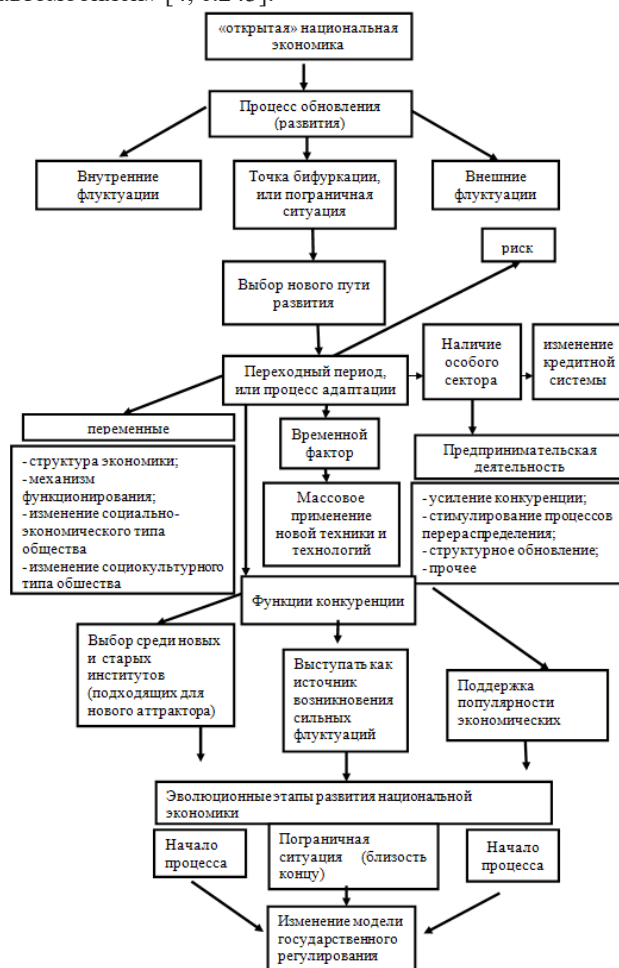 [4, с.245].
«открытая» национальная
экономика
Процесс обновления
(развития)
Внутренние
флуктуации
Точка бифуркации,
или пограничная
ситуация
Внешние
флуктуации
риск
Выбор нового пути
развития
Наличие
особого
сектора
изменение
кредитной
системы
Переходный период,
или процесс адаптации
переменные
Временной
фактор
Предпринимательская
деятельность
- структура экономики;
- механизм
функционирования;
- изменение социально-
экономического типа
общества
- изменение социокультурного
типа общества
Массовое
применение
новой техники и
технологий
- усиление конкуренции;
- стимулирование процессов
перераспределения;
- структурное обновление;
- прочее
Функции конкуренции
Выбор среди новых
и старых
институтов
(подходящих для
нового аттрактора)
Выступать как
источник
возникновения
сильных
флуктуаций
Поддержка
популярности
экономических
Эволюционные этапы развития национальной
экономики
Начало
процесса
Пограничная
ситуация (близость
концу)
Начало
процесса
Изменение модели
государственного
регулирования